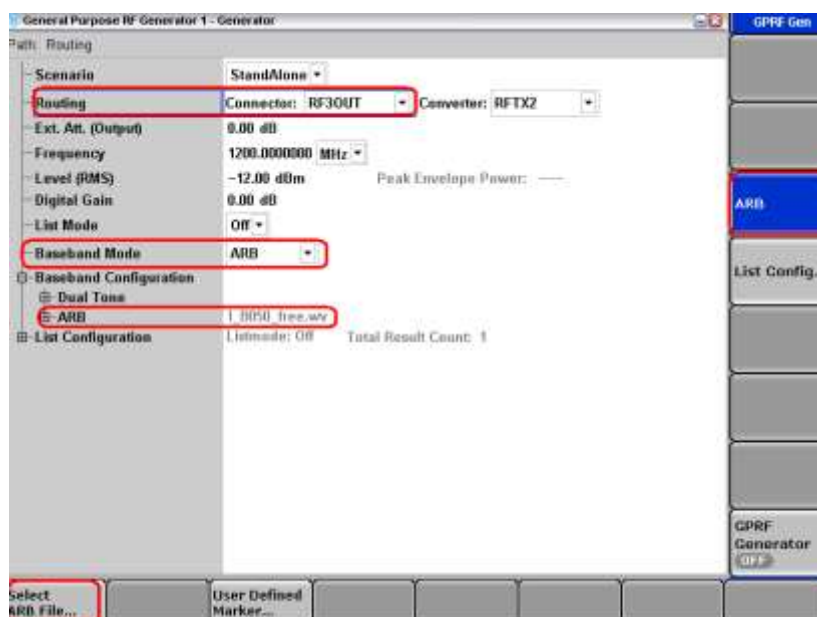 General Purpose RF Generator 1 - Generator
GPRF Gen
Path: Routing
Scenario StandAlone
Routing Connector: RF3OUT Converter: RFTX2
Ext. Att. (Output) 0.00 dB
Frequency 1200.0000000 MHz
Level (RMS) -12.00 dBm Peak Envelope Power: ----
Digital Gain 0.00 dB
List Mode Off
Baseband Mode ARB
Baseband Configuration
Dual Tone
ARB
List Configuration Listmode: Off Total Result Count: 1
ARB
List Config.
GPRF
Generator
OFF
Select
ARB File...
User Defined
Marker...